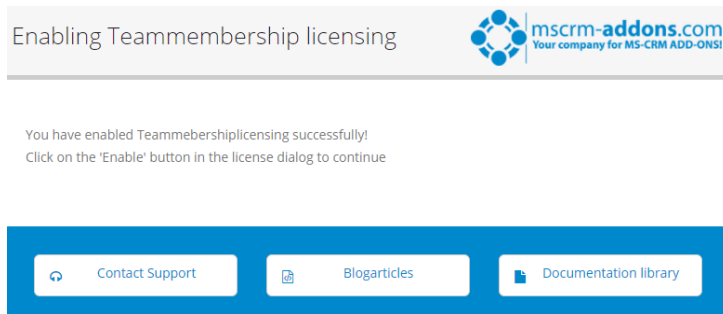 Enabling Teammembership licensing
mscrm-addons.com
Your company for MS-CRM ADD-ONS!
You have enabled Teammebershiplicensing successfully!
Click on the 'Enable' button in the license dialog to continue
Contact Support
Blogarticles
Documentation library